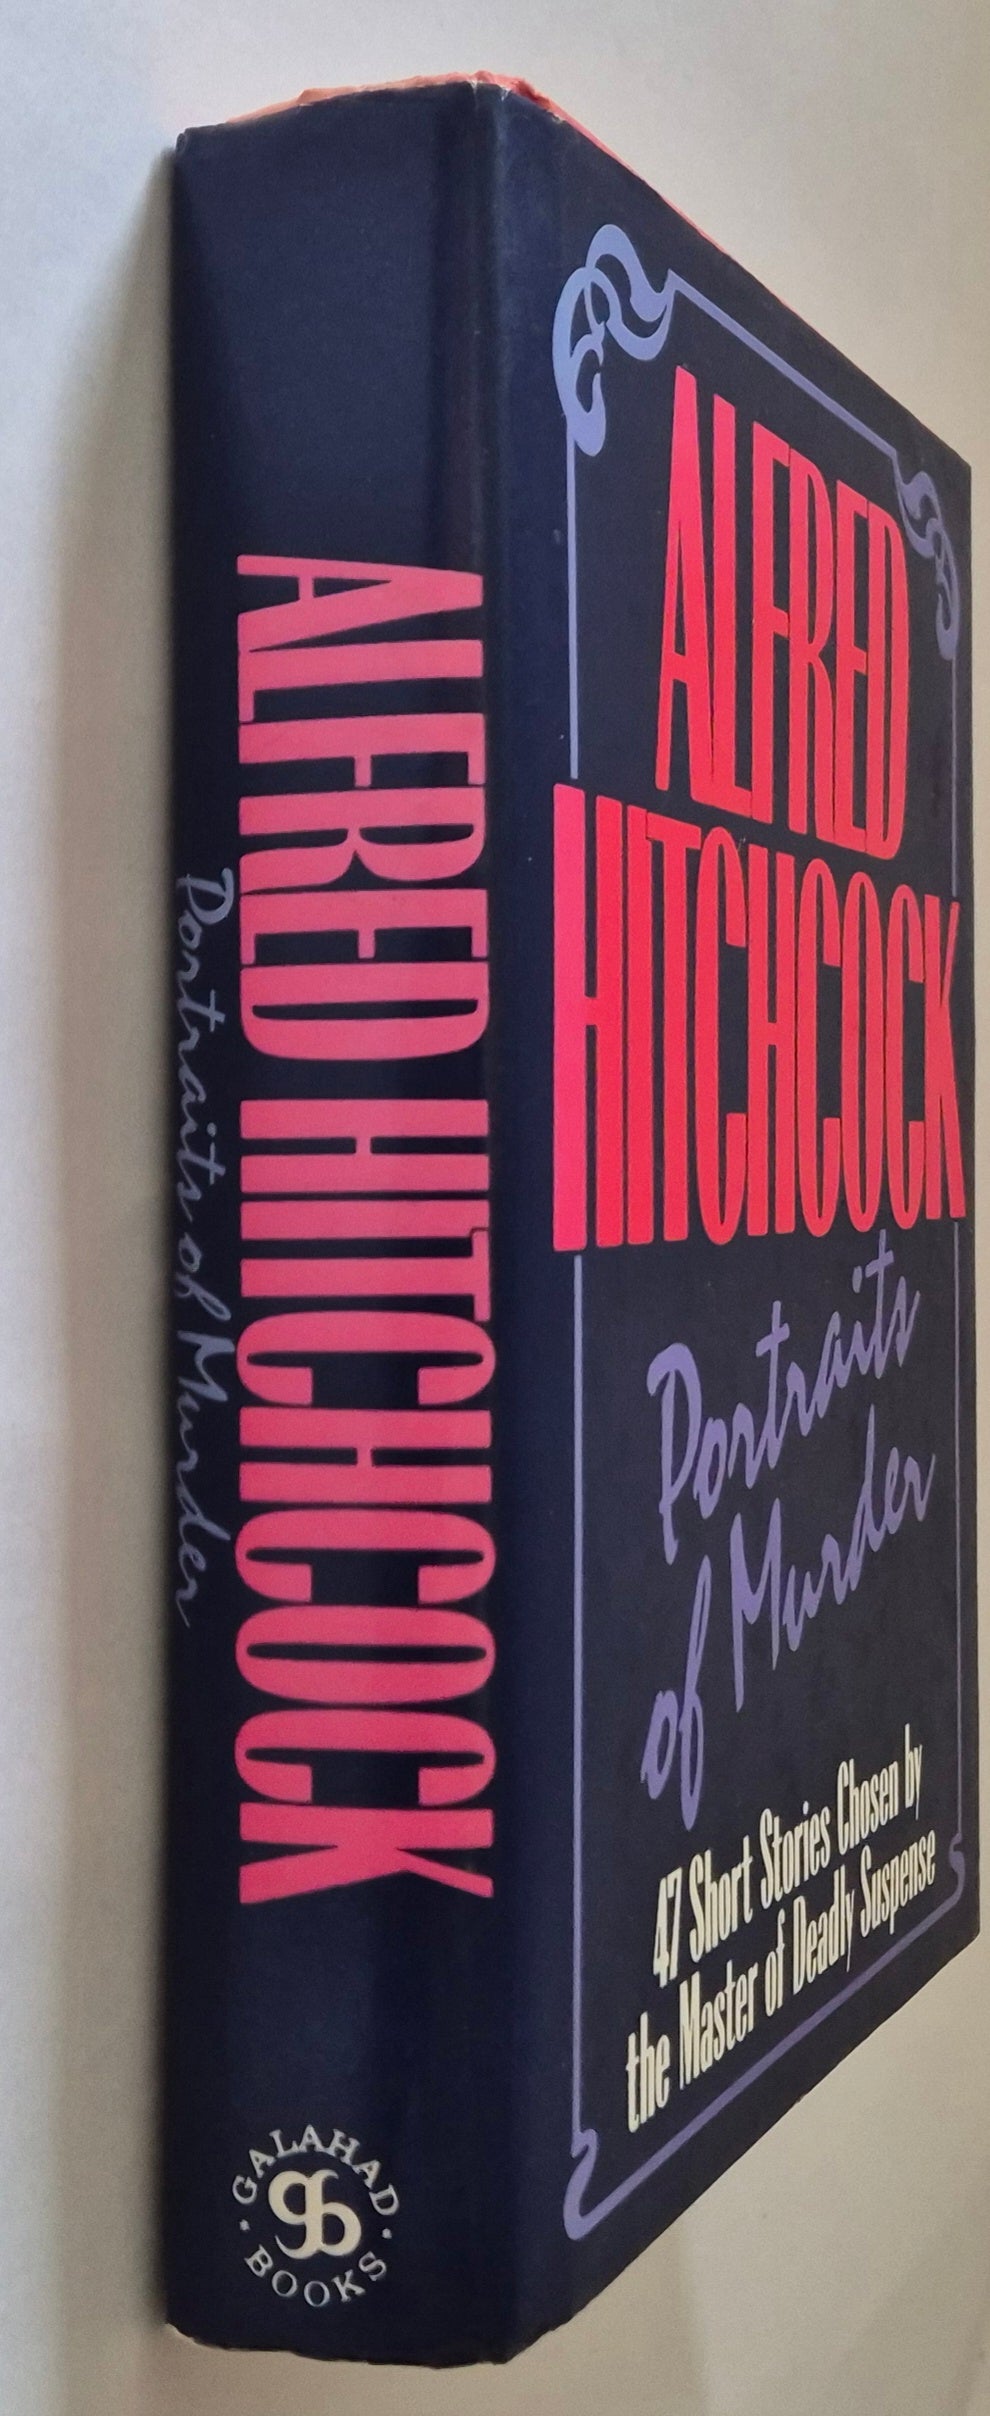 ALFRED HITCHCOCK
Portraits of Murder
GALAHAD
gb
BOOKS
ALFRED
HITCHCOCK
Portraits
of Murder
47 Short Stories Chosen by
the Master of Deadly Suspense